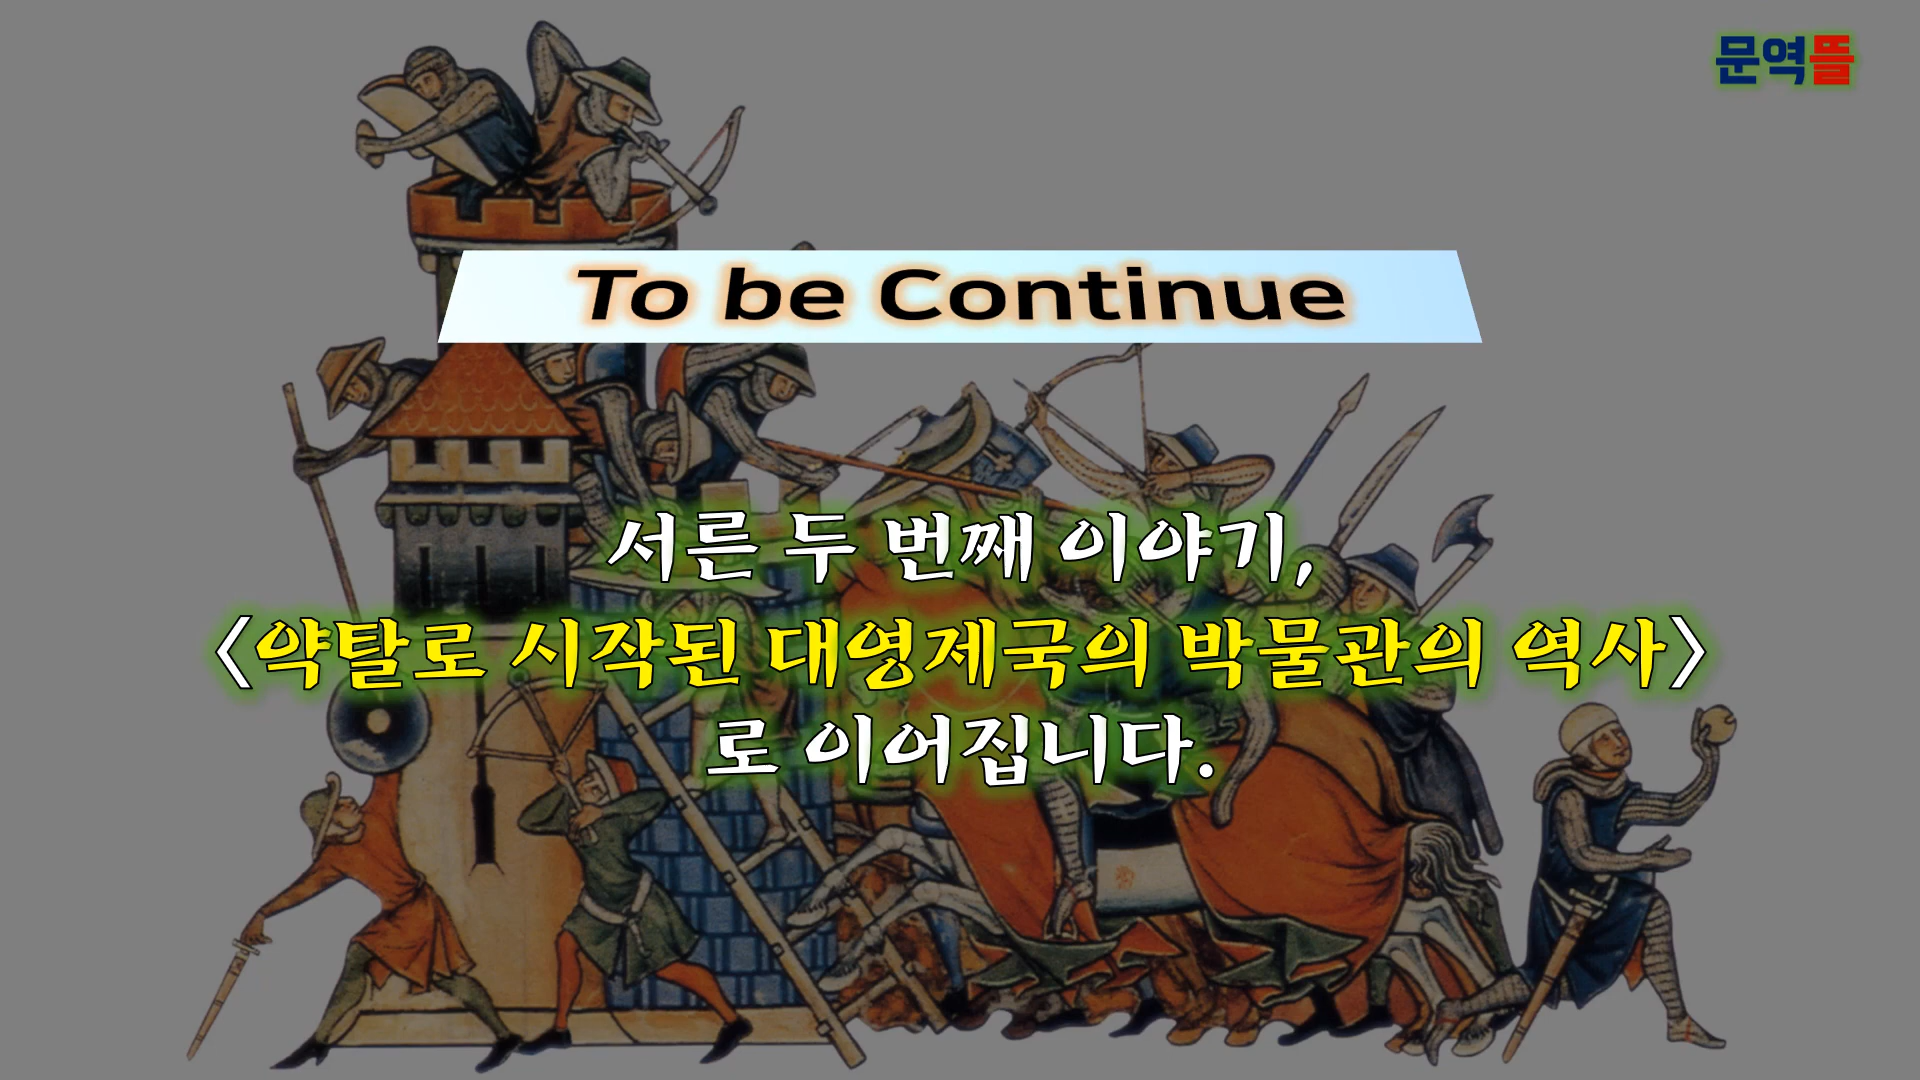 문역뜰
To be Continue
서른 두 번째 이야기,
<약탈로 시작된 대영제국의 박물관의 역사>
로 이어집니다.